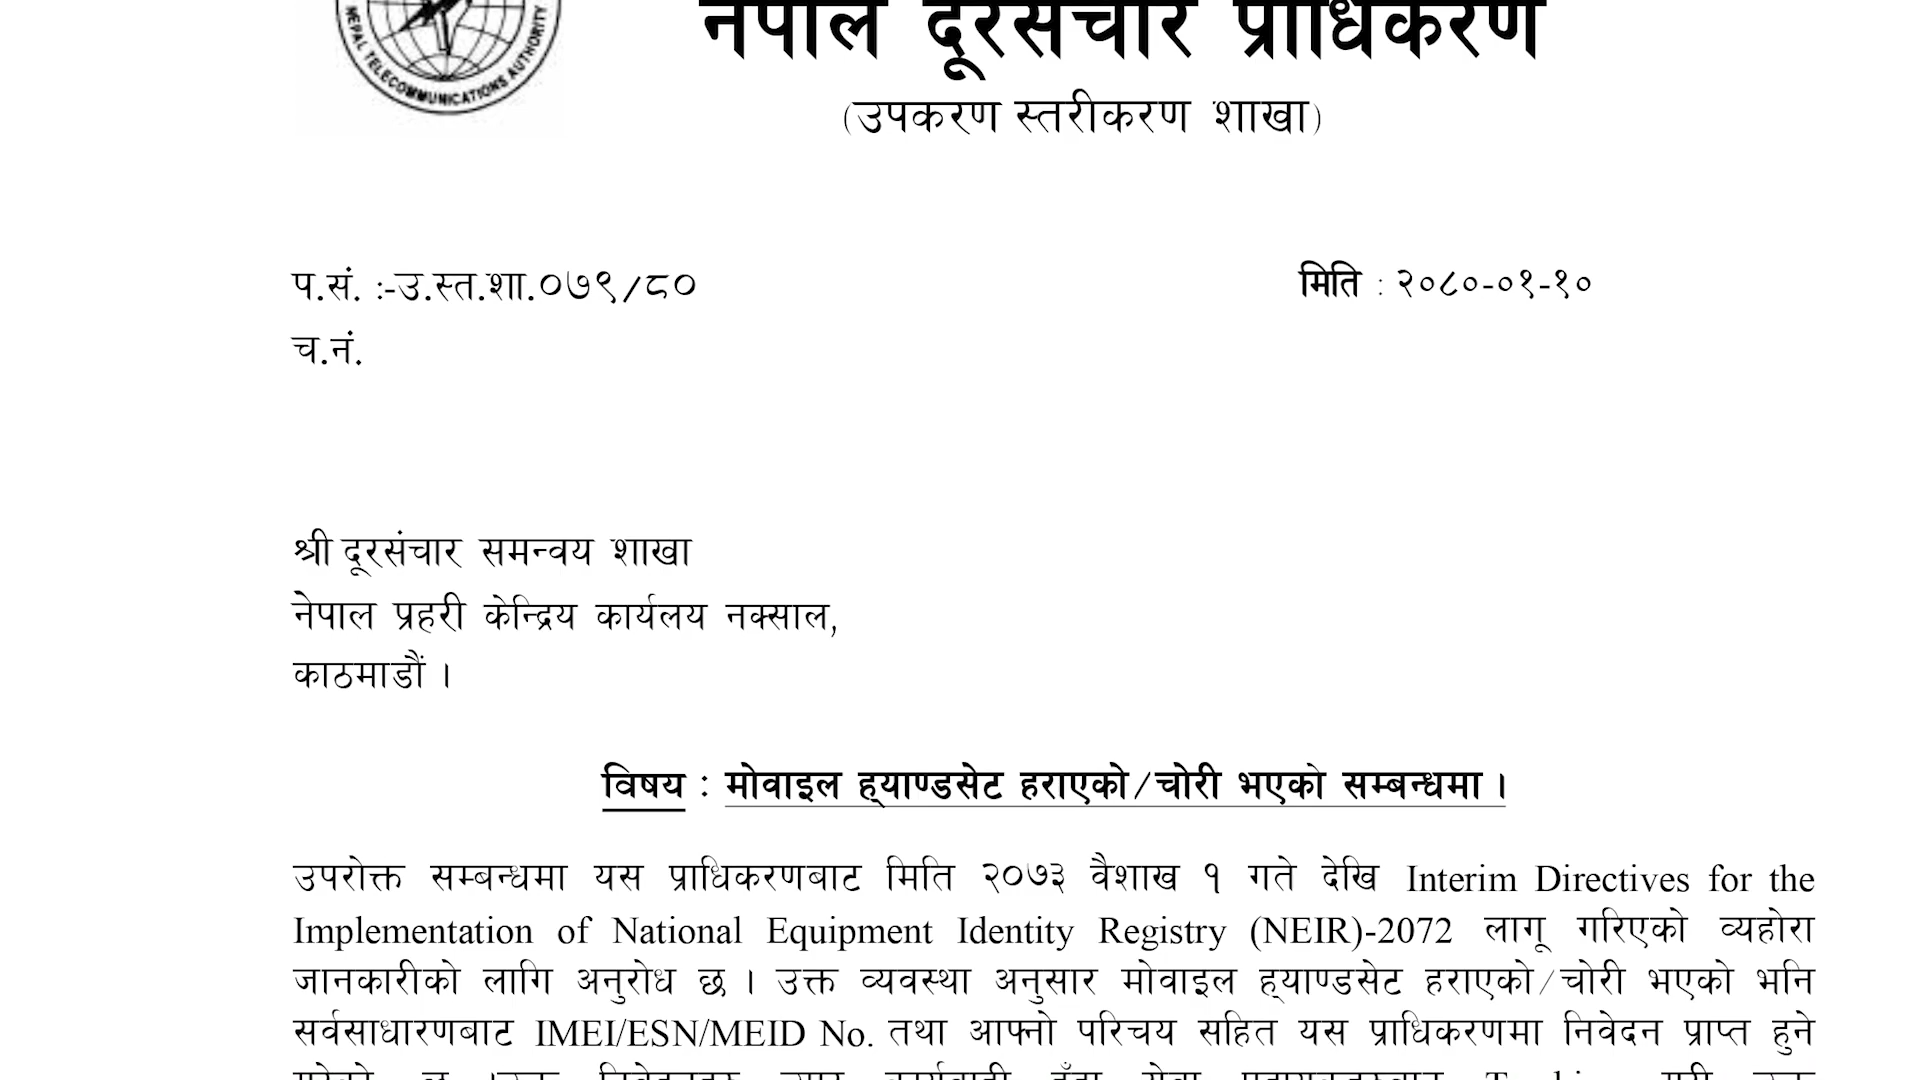 नेपाल दूरसंचार प्राधिकरण
NEPAL TELECOMMUNICATIONS AUTHORITY
(उपकरण स्तरीकरण शाखा)
प.सं. :-उ.स्त.शा.०७९/८० मिति : २०८०-०१-१०
च.नं.
श्री दूरसंचार समन्वय शाखा
नेपाल प्रहरी केन्द्रिय कार्यलय नक्साल,
काठमाडौं ।
विषय : मोवाइल ह्याण्डसेट हराएको/चोरी भएको सम्बन्धमा ।
उपरोक्त सम्बन्धमा यस प्राधिकरणबाट मिति २०७३ वैशाख १ गते देखि Interim Directives for the
Implementation of National Equipment Identity Registry (NEIR)-2072 लागू गरिएको व्यहोरा
जानकारीको लागि अनुरोध छ । उक्त व्यवस्था अनुसार मोवाइल ह्याण्डसेट हराएको/चोरी भएको भनि
सर्वसाधारणबाट IMEI/ESN/MEID No. तथा आफ्नो परिचय सहित यस प्राधिकरणमा निवेदन प्राप्त हुने